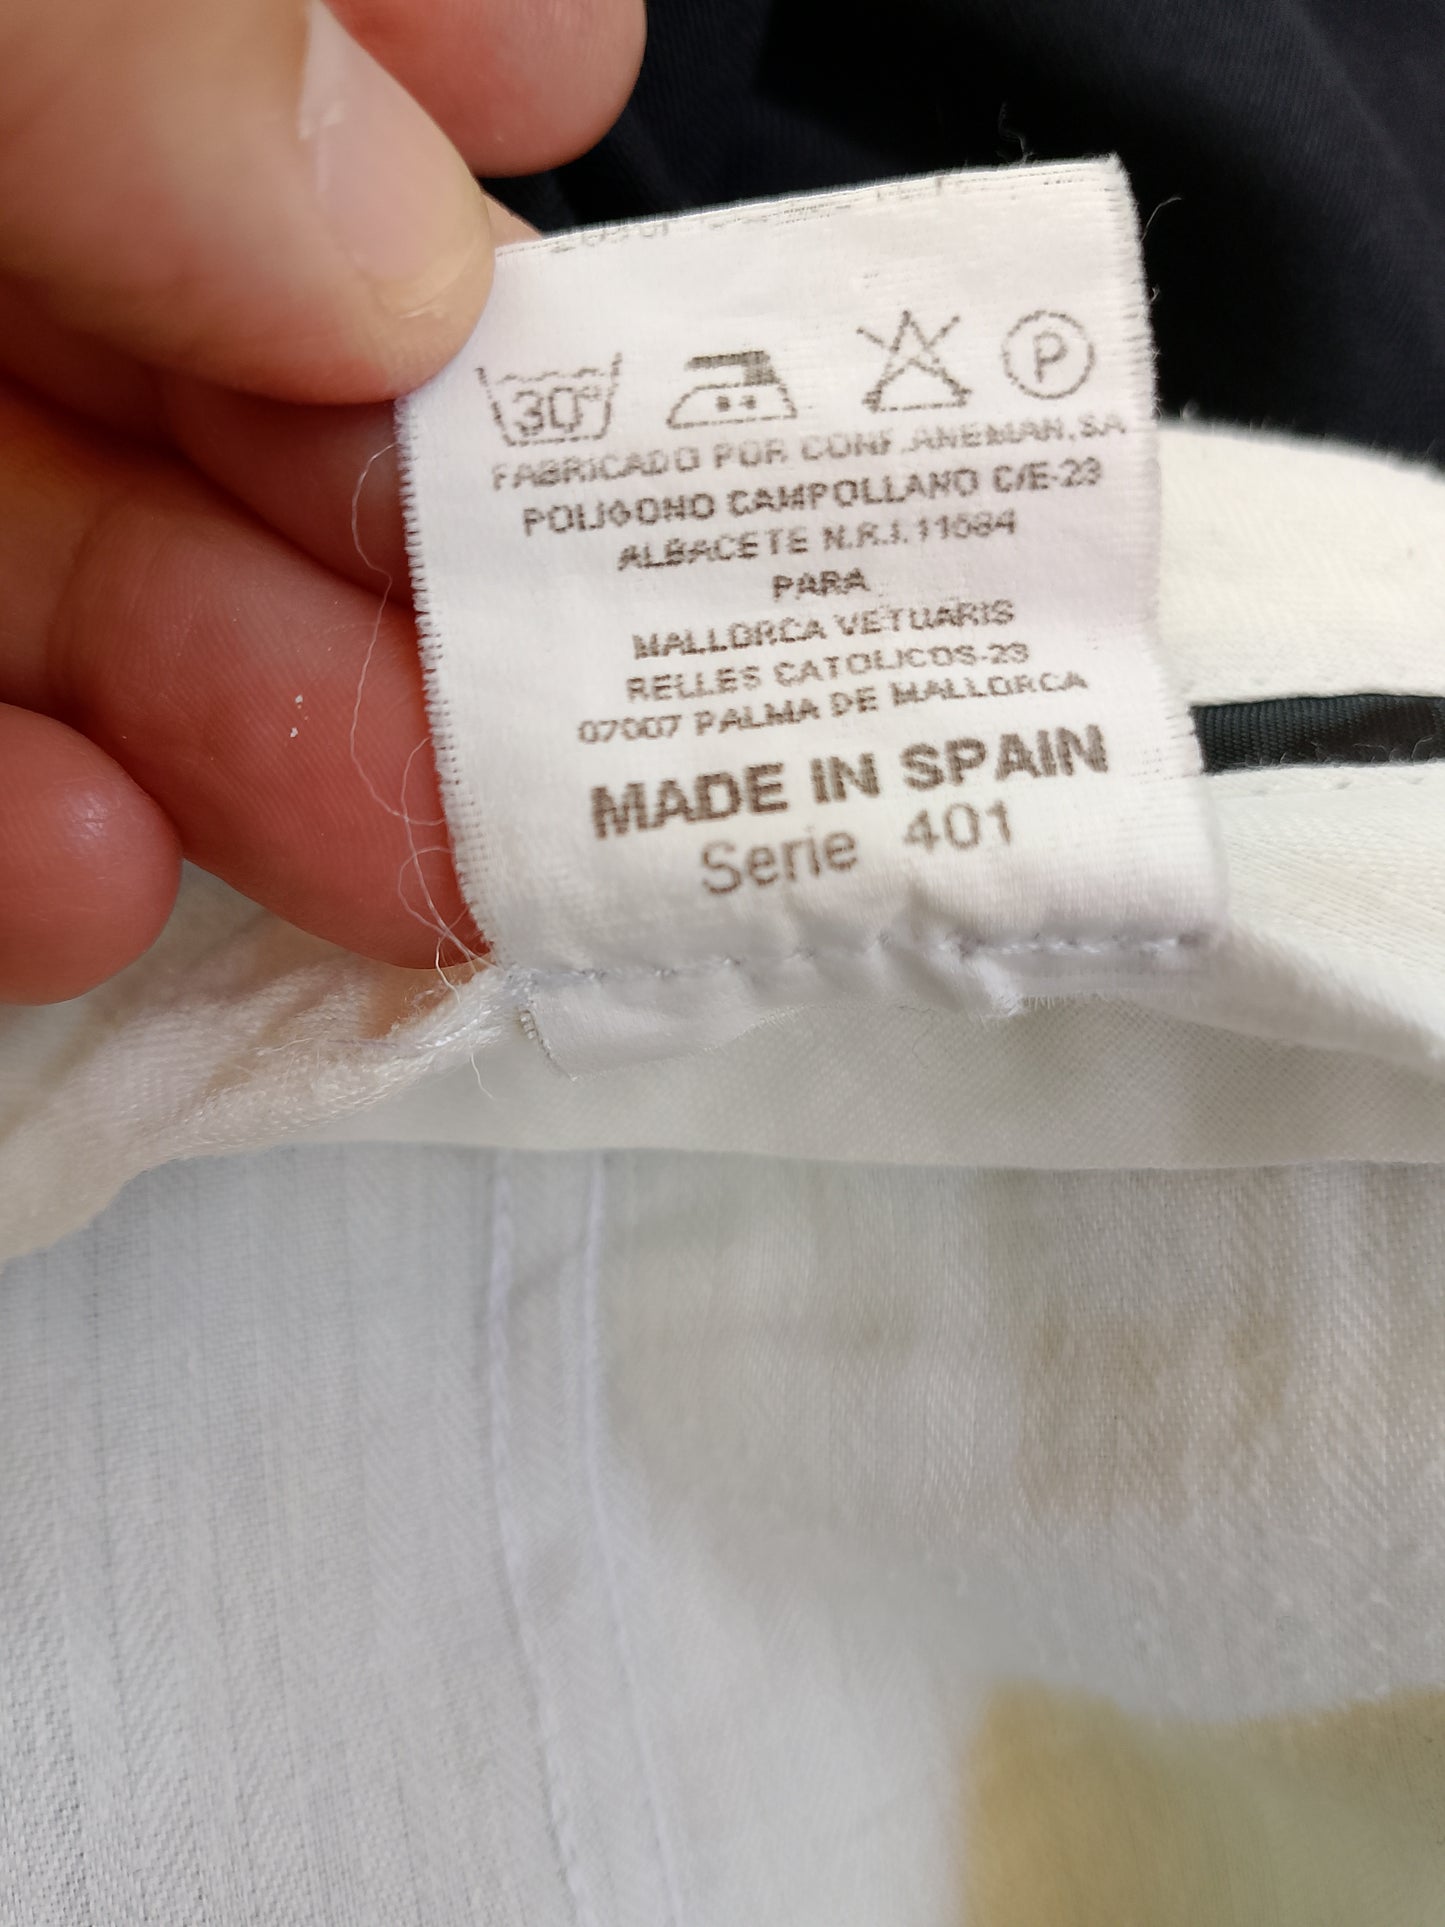 30°
P
FABRICADO POR CONF.ANEMAN,SA
POLIGONO CAMPOLLANO C/E-23
ALBACETE N.R.I. 11684
PARA
MALLORCA VETUARIS
RELLES CATOLICOS-23
07007 PALMA DE MALLORCA
MADE IN SPAIN
Serie 401